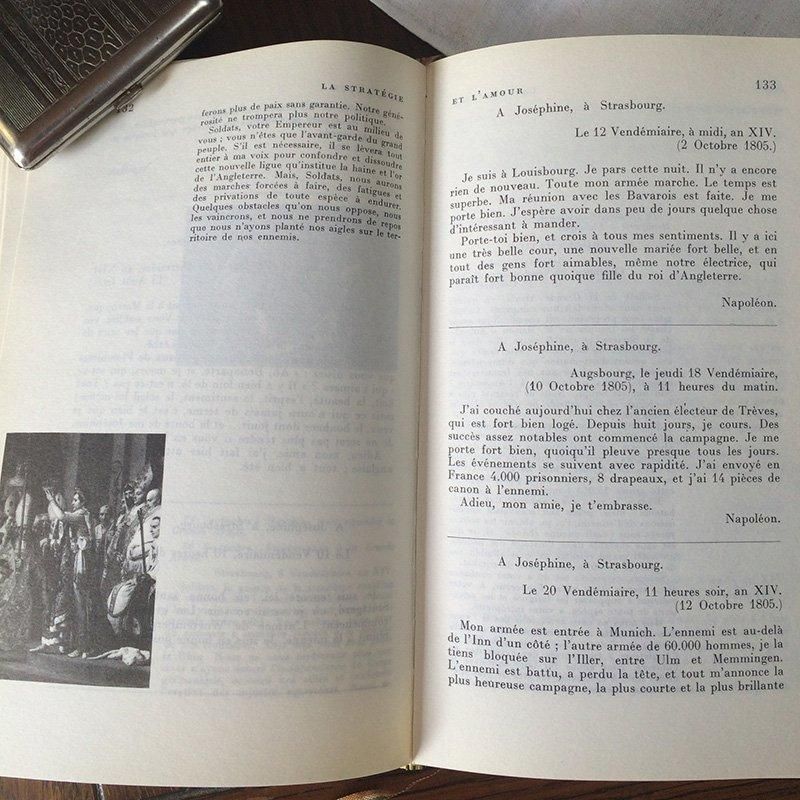 132
LA STRATÉGIE
ferons plus de paix sans garantie. Notre géné-
rosité ne trompera plus notre politique.
Soldats, votre Empereur est au milieu de
vous ; vous n'êtes que l'avant-garde du grand
peuple. S'il est nécessaire, il se lèvera tout
entier à ma voix pour confondre et dissoudre
cette nouvelle ligue qu'institue la haine et l'or
de l'Angleterre. Mais, Soldats, nous aurons
des marches forcées à faire, des fatigues et
des privations de toute espèce à endurer.
Quelques obstacles qu'on nous oppose, nous
les vaincrons, et nous ne prendrons de repos
que nous n'ayons planté nos aigles sur le ter-
ritoire de nos ennemis.
ET L'AMOUR
133
A Joséphine, à Strasbourg.
Le 12 Vendémiaire, à midi, an XIV.
(2 Octobre 1805.)
Je suis à Louisbourg. Je pars cette nuit. Il n'y a encore
rien de nouveau. Toute mon armée marche. Le temps est
superbe. Ma réunion avec les Bavarois est faite. Je me
porte bien. J'espère avoir dans peu de jours quelque chose
d'intéressant à mander.
Porte-toi bien, et crois à tous mes sentiments. Il y a ici
une très belle cour, une nouvelle mariée fort belle, et en
tout des gens fort aimables, même notre électrice, qui
paraît fort bonne quoique fille du roi d'Angleterre.
Napoléon.
A Joséphine, à Strasbourg.
Augsbourg, le jeudi 18 Vendémiaire,
(10 Octobre 1805), à 11 heures du matin.
J'ai couché aujourd'hui chez l'ancien électeur de Trèves,
qui est fort bien logé. Depuis huit jours, je cours. Des
succès assez notables ont commencé la campagne. Je me
porte fort bien, quoiqu'il pleuve presque tous les jours.
Les événements se suivent avec rapidité. J'ai envoyé en
France 4.000 prisonniers, 8 drapeaux, et j'ai 14 pièces de
canon à l'ennemi.
Adieu, mon amie, je t'embrasse.
Napoléon.
A Joséphine, à Strasbourg.
Le 20 Vendémiaire, 11 heures soir, an XIV.
(12 Octobre 1805.)
Mon armée est entrée à Munich. L'ennemi est au-delà
de l'Inn d'un côté ; l'autre armée de 60.000 hommes, je la
tiens bloquée sur l'Iller, entre Ulm et Memmingen.
L'ennemi est battu, a perdu la tête, et tout m'annonce la
plus heureuse campagne, la plus courte et la plus brillante